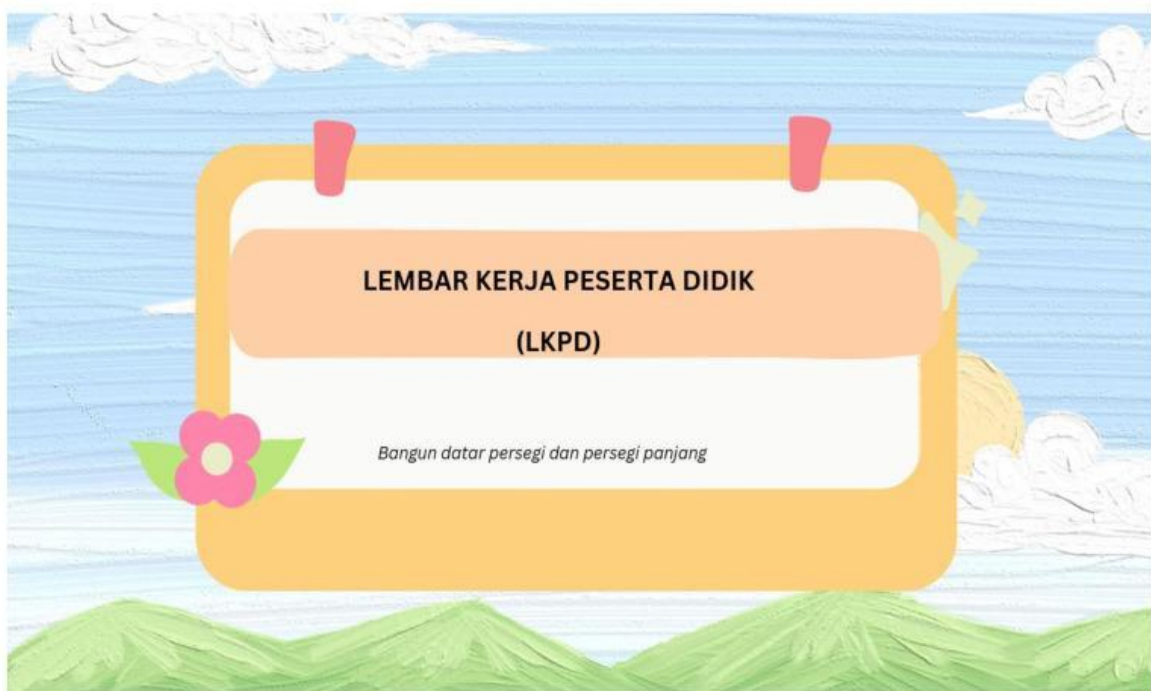 LEMBAR KERJA PESERTA DIDIK
(LKPD)
Bangun datar persegi dan persegi panjang